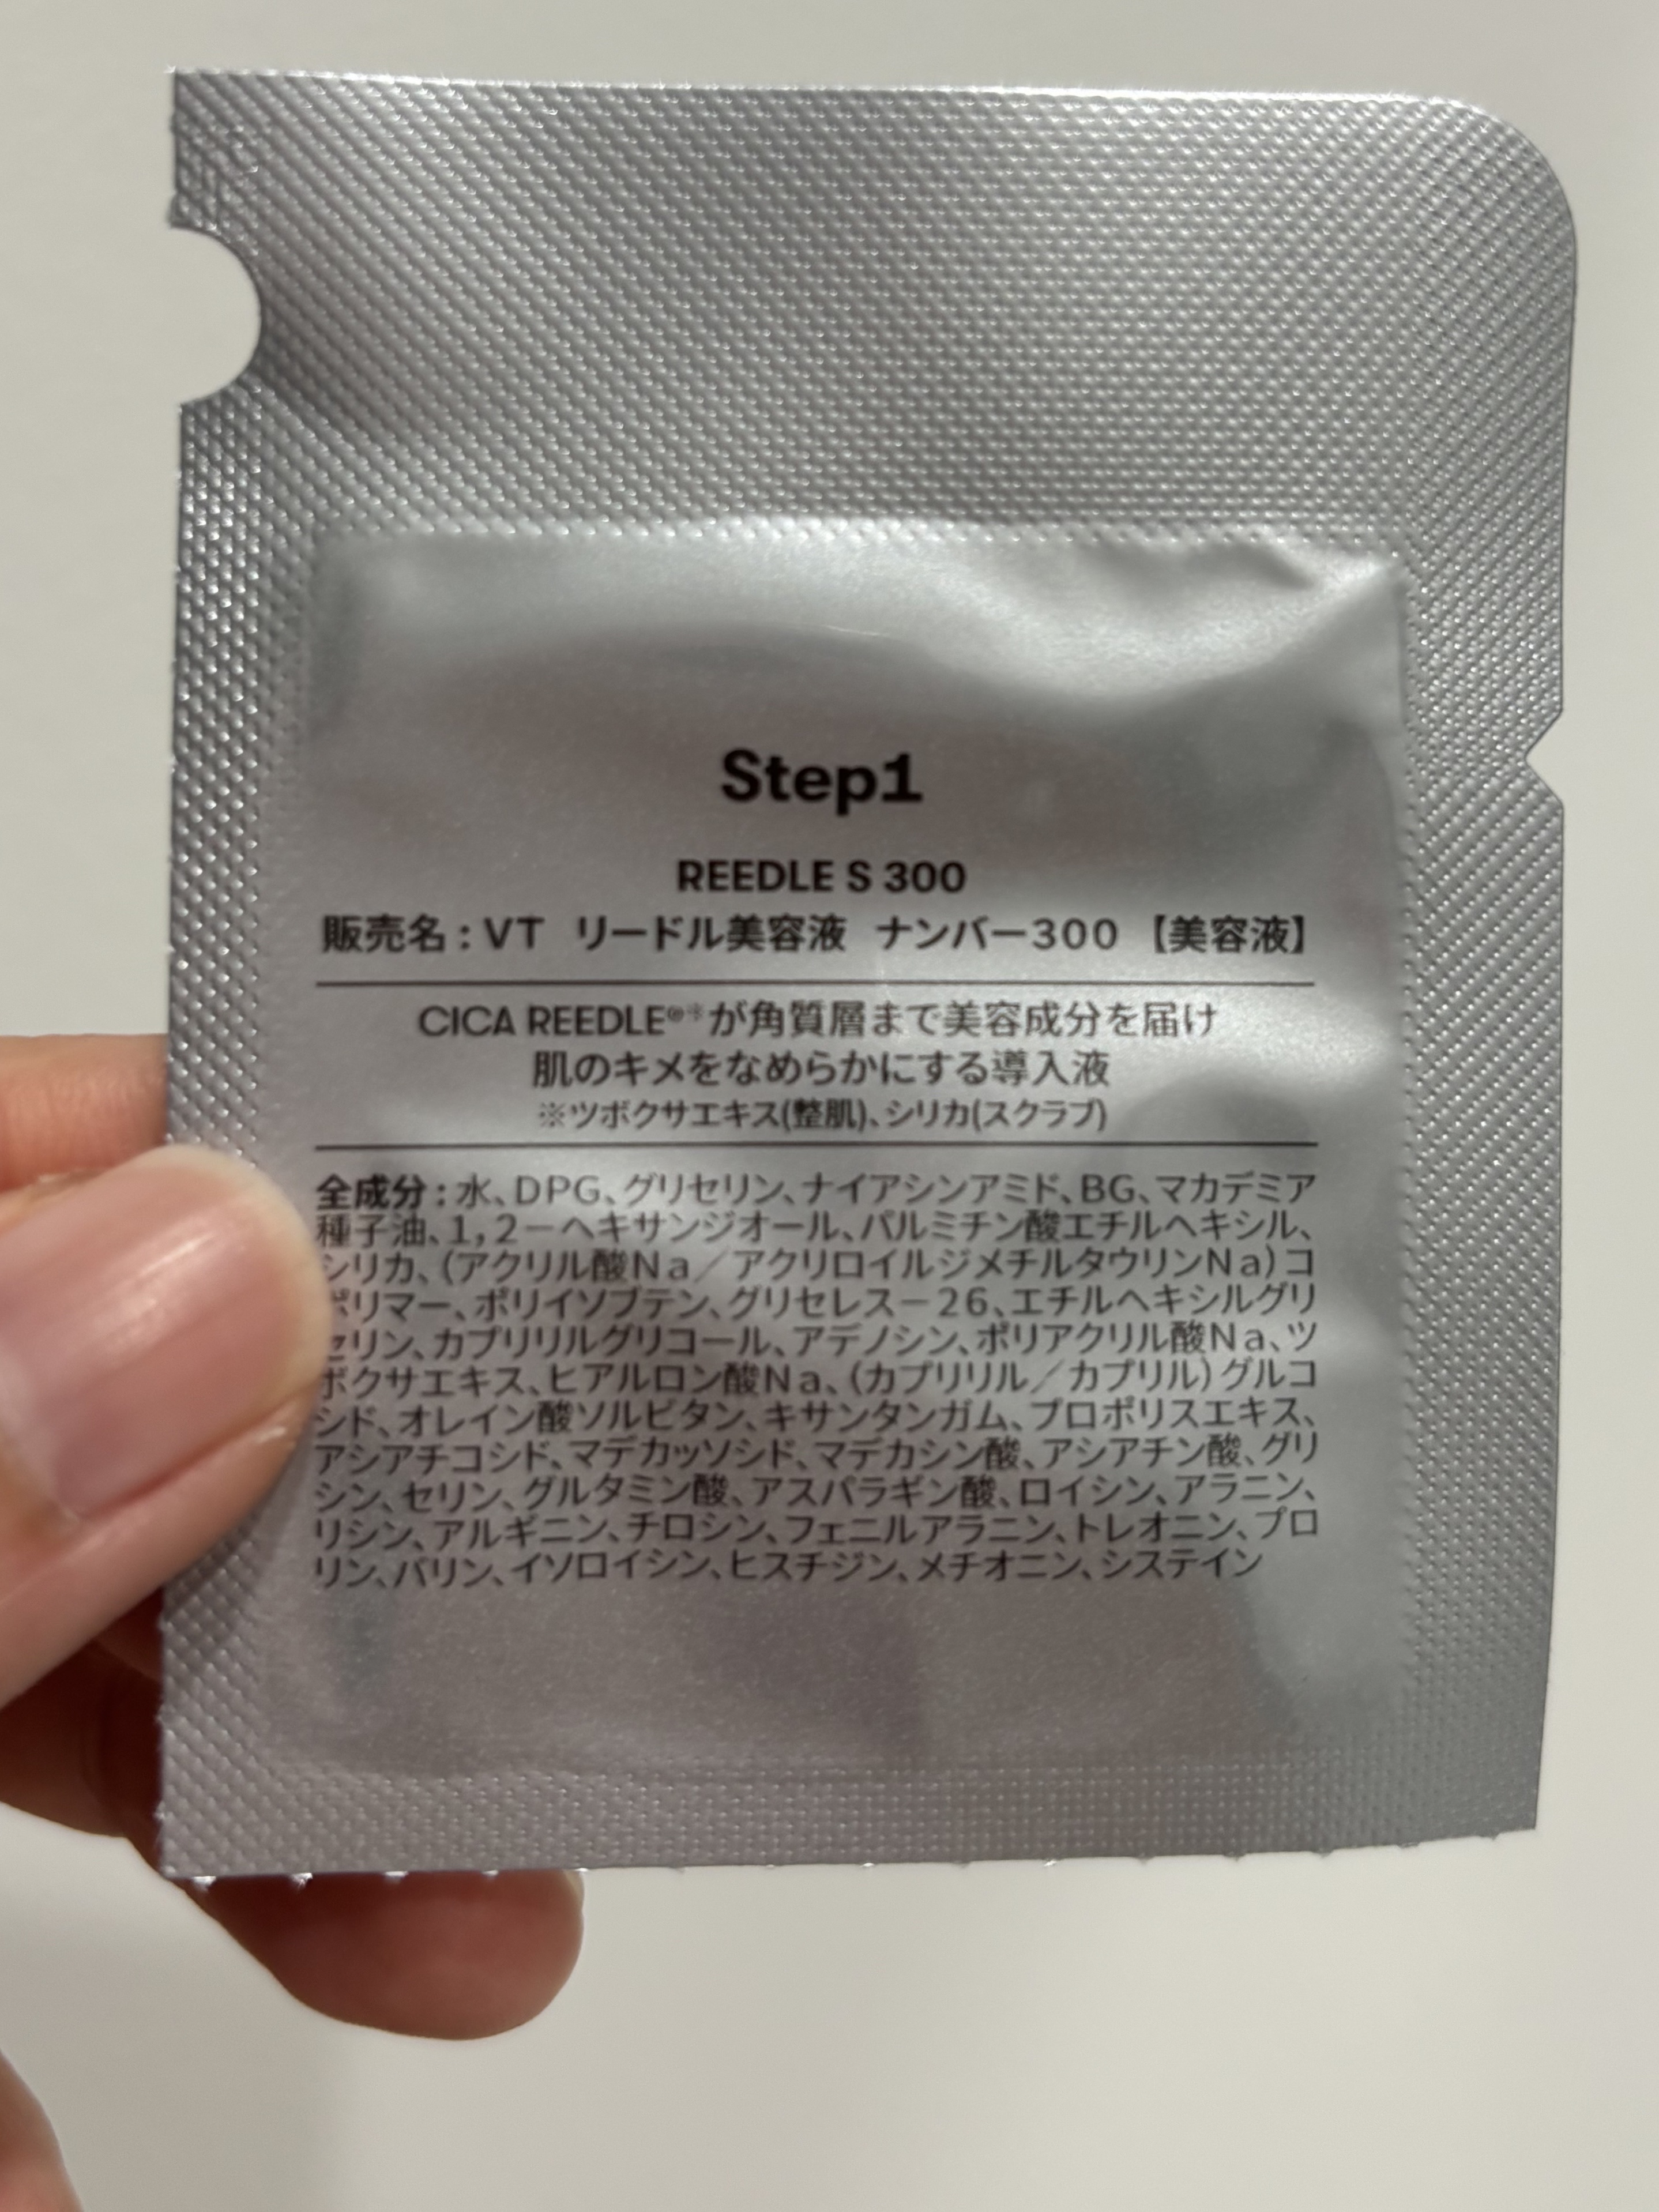 Step1
REEDLE S 300
販売名：VT リードル美容液 ナンバー300 【美容液】
CICA REEDLE®※が角質層まで美容成分を届け
肌のキメをなめらかにする導入液
※ツボクサエキス(整肌)、シリカ(スクラブ)
全成分：水、DPG、グリセリン、ナイアシンアミド、BG、マカデミア
種子油、1，2－ヘキサンジオール、パルミチン酸エチルヘキシル、
シリカ、（アクリル酸Na／アクリロイルジメチルタウリンNa）コ
ポリマー、ポリイソブテン、グリセレス－26、エチルヘキシルグリ
セリン、カプリリルグリコール、アデノシン、ポリアクリル酸Na、ツ
ボクサエキス、ヒアルロン酸Na、（カプリリル／カプリル）グルコ
シド、オレイン酸ソルビタン、キサンタンガム、プロポリスエキス、
アシアチコシド、マデカッソシド、マデカシン酸、アシアチン酸、グリ
シン、セリン、グルタミン酸、アスパラギン酸、ロイシン、アラニン、
リシン、アルギニン、チロシン、フェニルアラニン、トレオニン、プロ
リン、バリン、イソロイシン、ヒスチジン、メチオニン、システイン